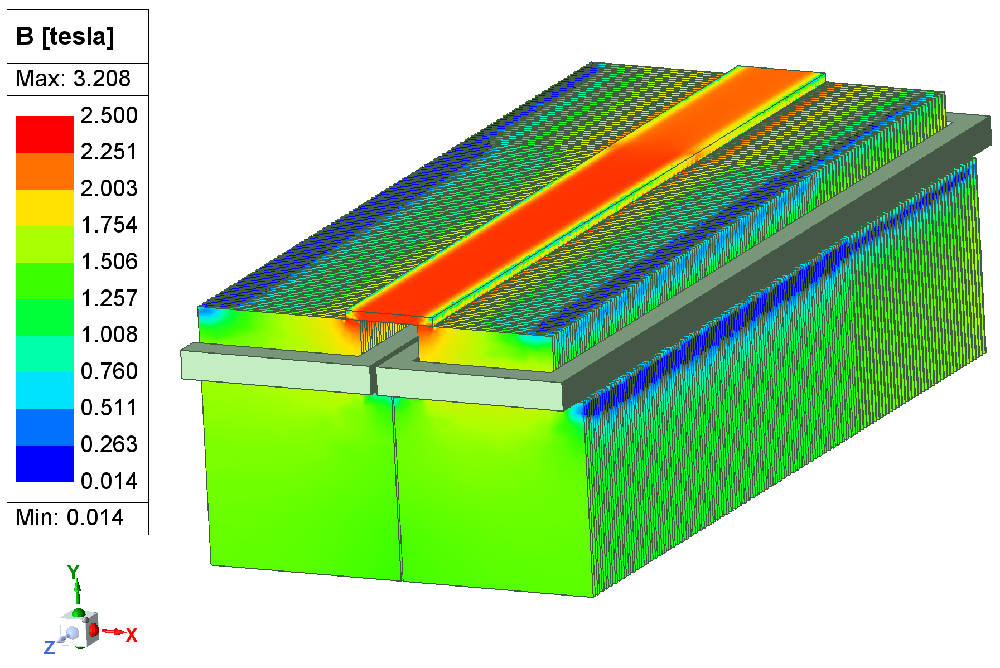 B [tesla]
Max: 3.208
2.500
2.251
2.003
1.754
1.506
1.257
1.008
0.760
0.511
0.263
0.014
Min: 0.014
Y
X
Z